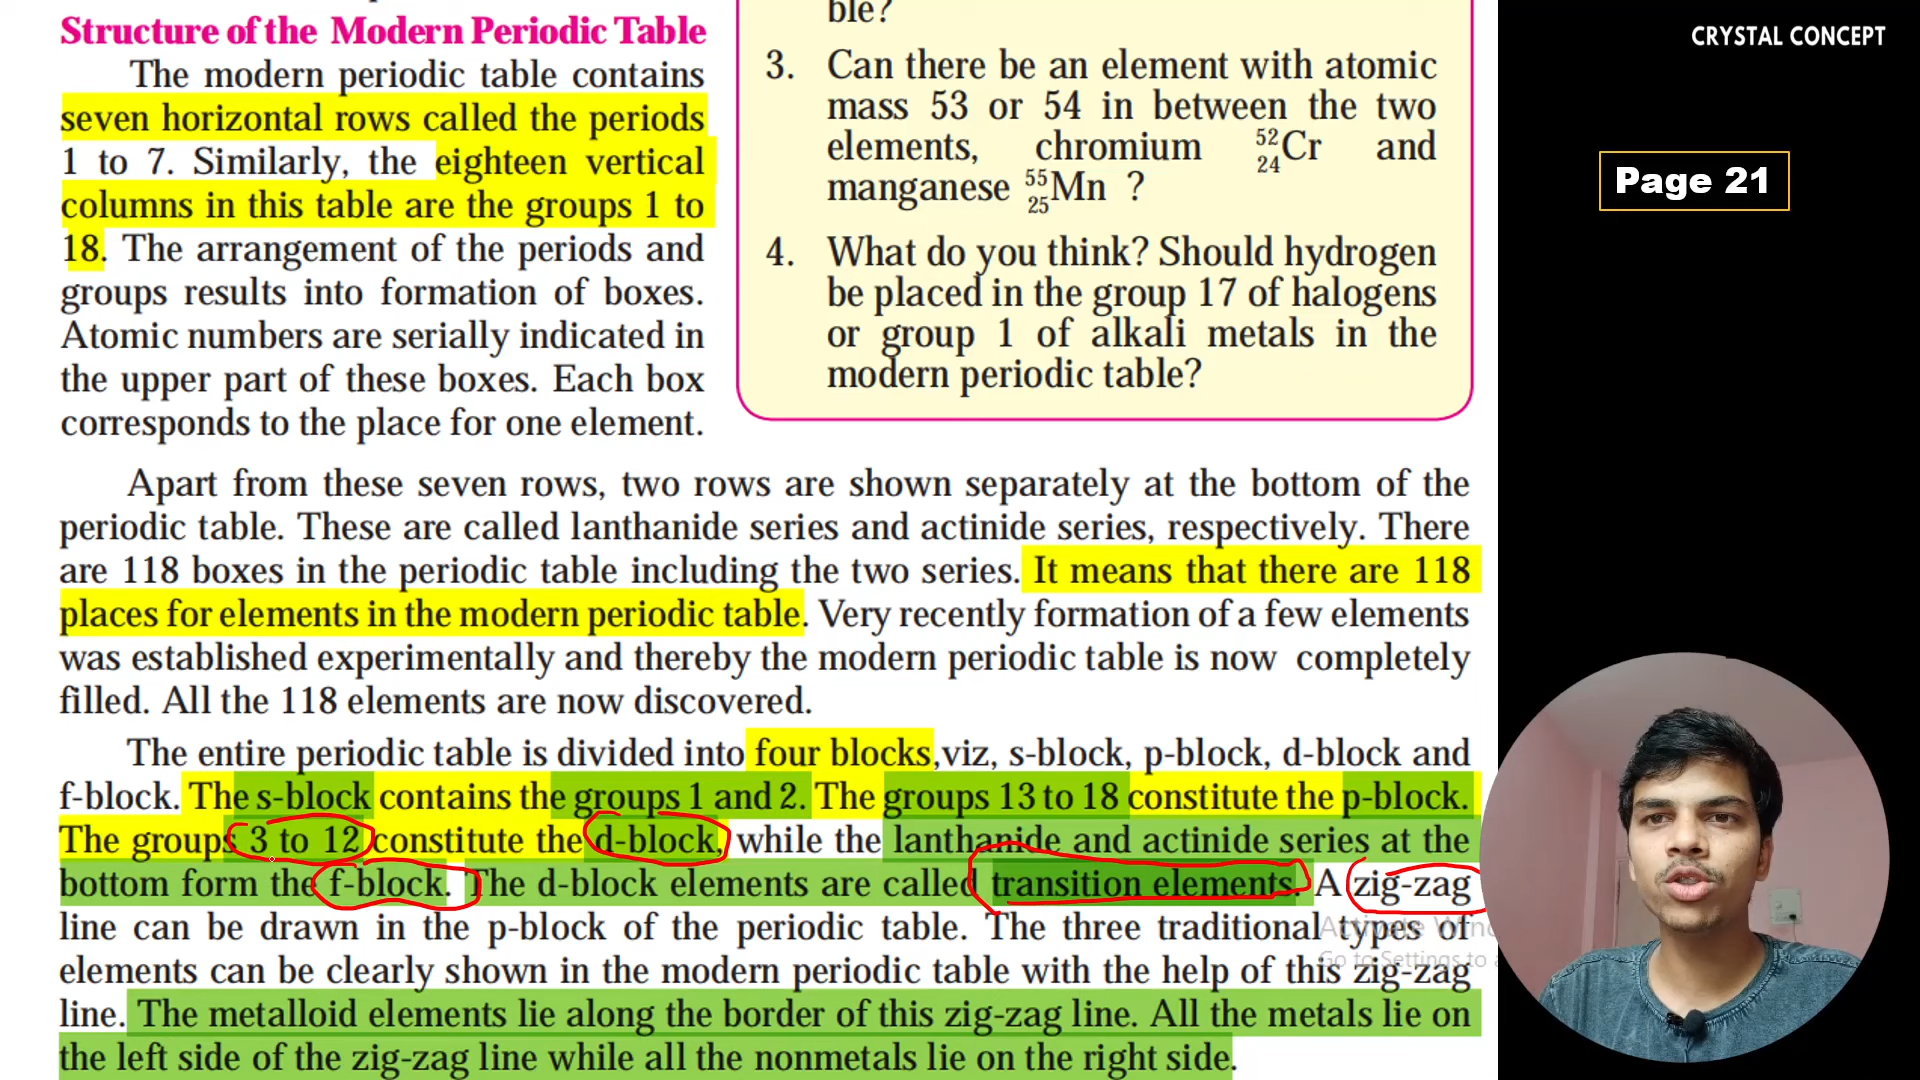 Structure of the Modern Periodic Table
The modern periodic table contains
seven horizontal rows called the periods
1 to 7. Similarly, the eighteen vertical
columns in this table are the groups 1 to
18. The arrangement of the periods and
groups results into formation of boxes.
Atomic numbers are serially indicated in
the upper part of these boxes. Each box
corresponds to the place for one element.
ble?
3. Can there be an element with atomic
mass 53 or 54 in between the two
elements, chromium ⁵²₂₄Cr and
manganese ⁵⁵₂₅Mn ?
4. What do you think? Should hydrogen
be placed in the group 17 of halogens
or group 1 of alkali metals in the
modern periodic table?
Apart from these seven rows, two rows are shown separately at the bottom of the
periodic table. These are called lanthanide series and actinide series, respectively. There
are 118 boxes in the periodic table including the two series. It means that there are 118
places for elements in the modern periodic table. Very recently formation of a few elements
was established experimentally and thereby the modern periodic table is now completely
filled. All the 118 elements are now discovered.
The entire periodic table is divided into four blocks,viz, s-block, p-block, d-block and
f-block. The s-block contains the groups 1 and 2. The groups 13 to 18 constitute the p-block.
The groups 3 to 12 constitute the d-block, while the lanthanide and actinide series at the
bottom form the f-block. The d-block elements are called transition elements. A zig-zag
line can be drawn in the p-block of the periodic table. The three traditional types of
elements can be clearly shown in the modern periodic table with the help of this zig-zag
line. The metalloid elements lie along the border of this zig-zag line. All the metals lie on
the left side of the zig-zag line while all the nonmetals lie on the right side.
CRYSTAL CONCEPT
Page 21
Activate
Go to Settings to